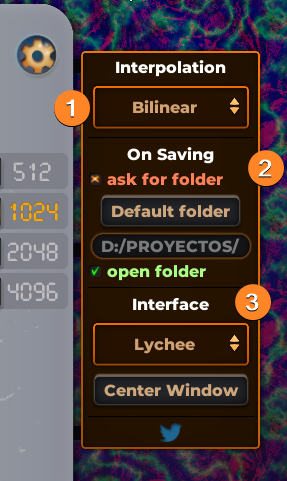 Interpolation
1
Bilinear
On Saving
2
ask for folder
512
Default folder
1024
D:/PROYECTOS/
2048
open folder
4096
Interface
3
Lychee
Center Window